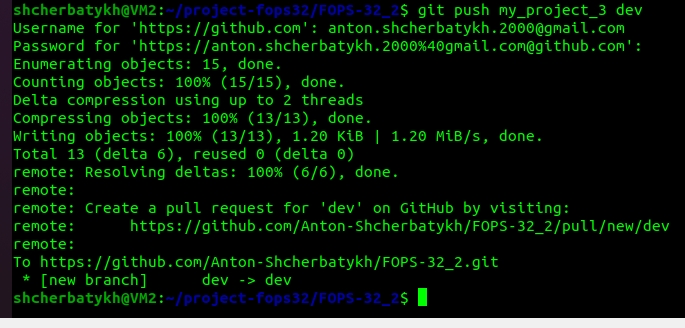 shcherbatykh@VM2:~/project-fops32/FOPS-32_2$ git push my_project_3 dev
Username for 'https://github.com': anton.shcherbatykh.2000@gmail.com
Password for 'https://anton.shcherbatykh.2000%40gmail.com@github.com':
Enumerating objects: 15, done.
Counting objects: 100% (15/15), done.
Delta compression using up to 2 threads
Compressing objects: 100% (13/13), done.
Writing objects: 100% (13/13), 1.20 KiB | 1.20 MiB/s, done.
Total 13 (delta 6), reused 0 (delta 0)
remote: Resolving deltas: 100% (6/6), done.
remote:
remote: Create a pull request for 'dev' on GitHub by visiting:
remote:      https://github.com/Anton-Shcherbatykh/FOPS-32_2/pull/new/dev
remote:
To https://github.com/Anton-Shcherbatykh/FOPS-32_2.git
 * [new branch]      dev -> dev
shcherbatykh@VM2:~/project-fops32/FOPS-32_2$